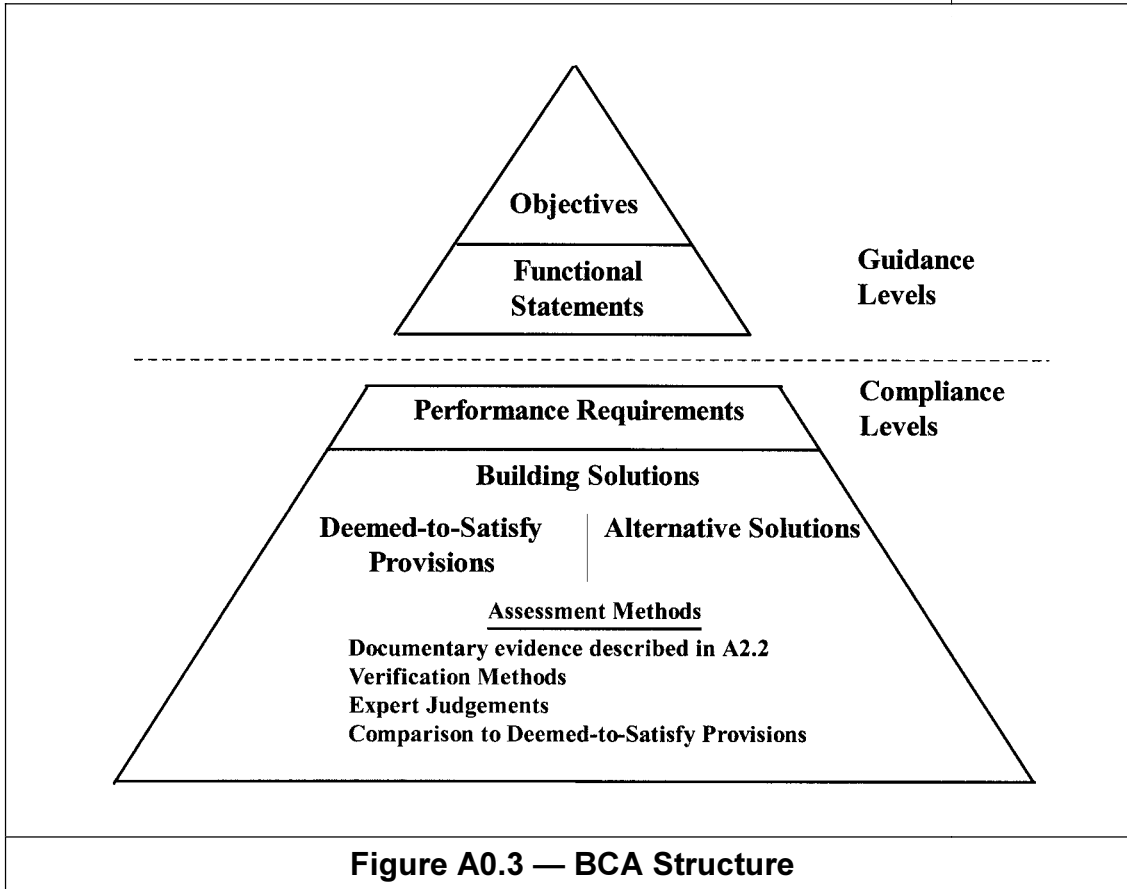 Objectives
Functional
Statements
Guidance
Levels
Compliance
Levels
Performance Requirements
Building Solutions
Deemed-to-Satisfy
Provisions
Alternative Solutions
Assessment Methods
Documentary evidence described in A2.2
Verification Methods
Expert Judgements
Comparison to Deemed-to-Satisfy Provisions
Figure A0.3 — BCA Structure